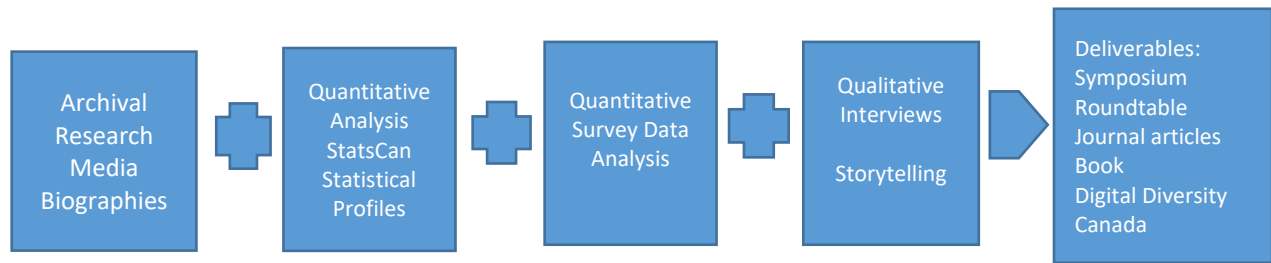 Archival
Research
Media
Biographies
Quantitative
Analysis
StatsCan
Statistical
Profiles
Quantitative
Survey Data
Analysis
Qualitative
Interviews
Storytelling
Deliverables:
Symposium
Roundtable
Journal articles
Book
Digital Diversity
Canada